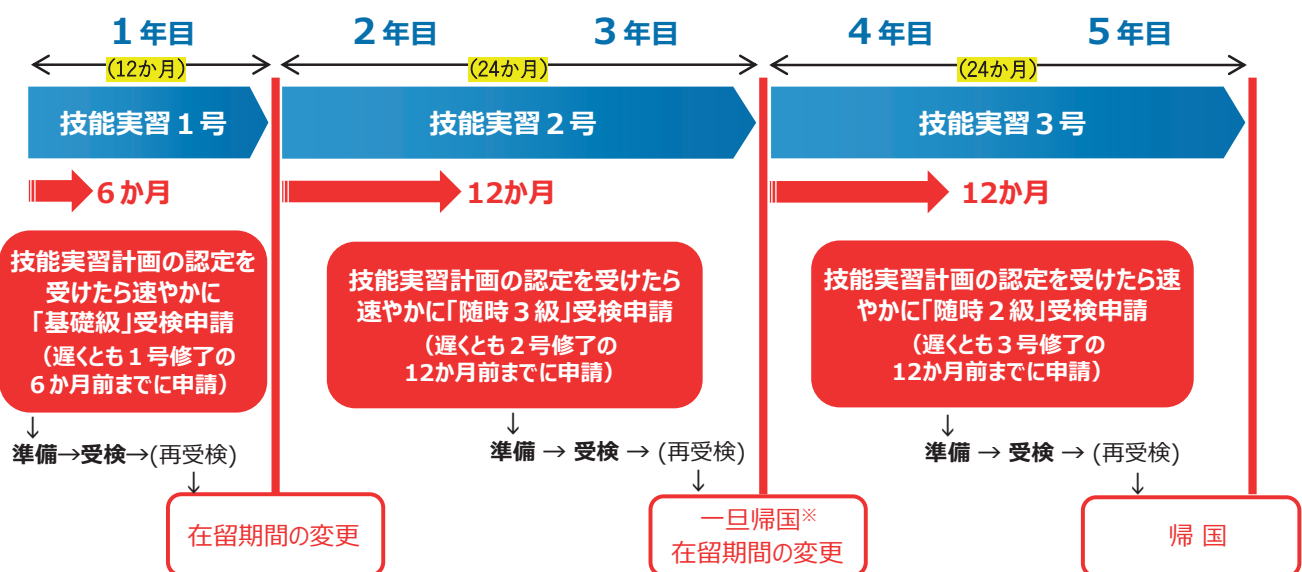 1年目 2年目 3年目 4年目 5年目
(12か月) (24か月) (24か月)
技能実習1号 技能実習2号 技能実習3号
6か月 12か月 12か月
技能実習計画の認定を
受けたら速やかに
「基礎級」受検申請
（遅くとも1号修了の
6か月前までに申請）
技能実習計画の認定を受けたら
速やかに「随時3級」受検申請
（遅くとも2号修了の
12か月前までに申請）
技能実習計画の認定を受けたら速
やかに「随時2級」受検申請
（遅くとも3号修了の
12か月前までに申請）
↓
準備→受検→(再受検)
↓
在留期間の変更
↓
準備 → 受検 → (再受検)
↓
一旦帰国※
在留期間の変更
↓
準備 → 受検 → (再受検)
↓
帰 国